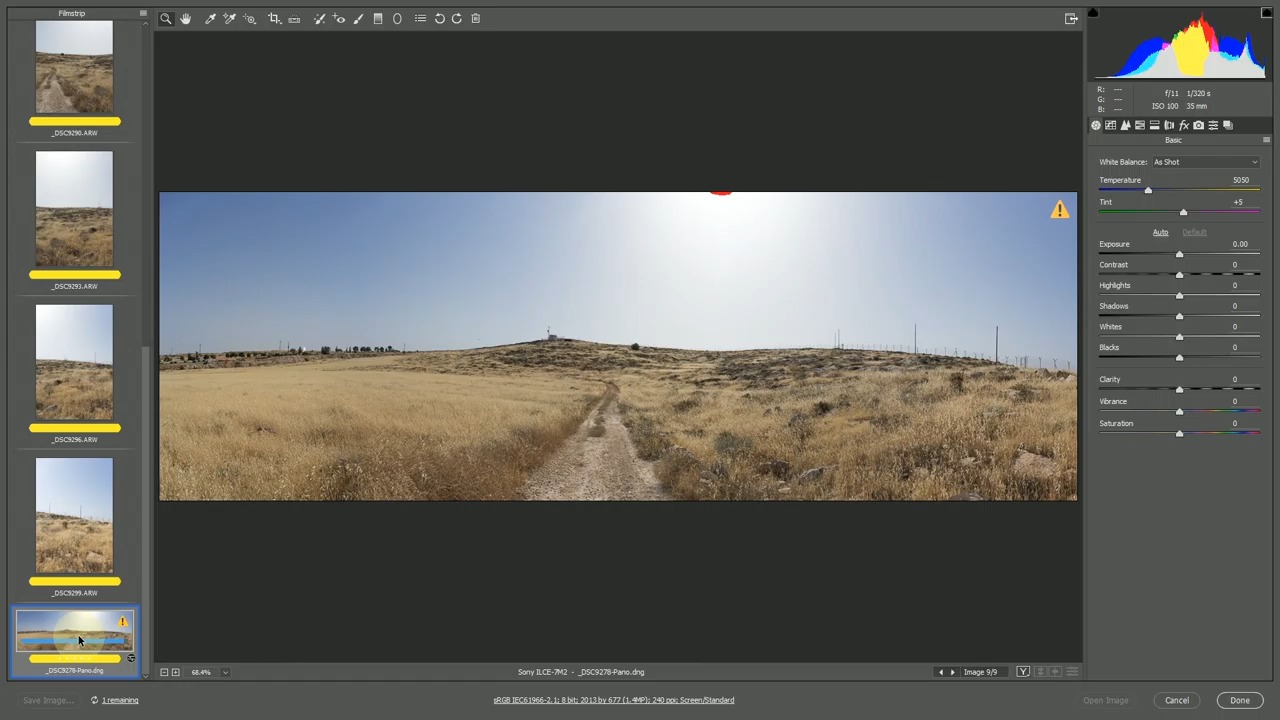 Filmstrip
_DSC9290.ARW
_DSC9293.ARW
_DSC9296.ARW
_DSC9299.ARW
_DSC9278-Pano.dng
R: ---
G: ---
B: ---
f/11 1/320 s
ISO 100 35 mm
fx
Basic
White Balance: As Shot
Temperature 5050
Tint +5
Auto Default
Exposure 0.00
Contrast 0
Highlights 0
Shadows 0
Whites 0
Blacks 0
Clarity 0
Vibrance 0
Saturation 0
68.4%
Sony ILCE-7M2 - _DSC9278-Pano.dng
Image 9/9
Y
Save Image...
1 remaining
sRGB IEC61966-2.1; 8 bit; 2013 by 677 (1.4MP); 240 ppi; Screen/Standard
Open Image
Cancel
Done